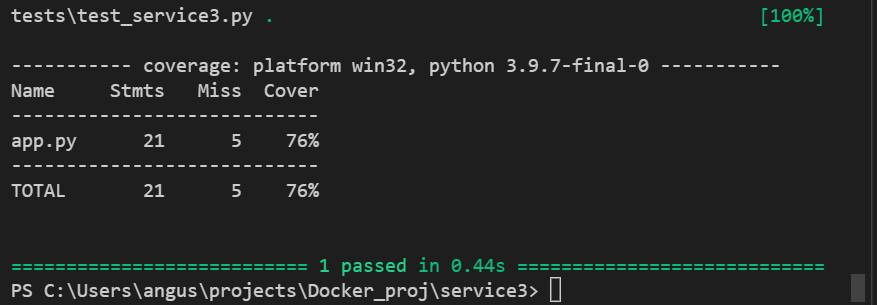 tests\test_service3.py . [100%]
----------- coverage: platform win32, python 3.9.7-final-0 -----------
Name Stmts Miss Cover
----------------------------
app.py 21 5 76%
----------------------------
TOTAL 21 5 76%
=========================== 1 passed in 0.44s ============================
PS C:\Users\angus\projects\Docker_proj\service3>